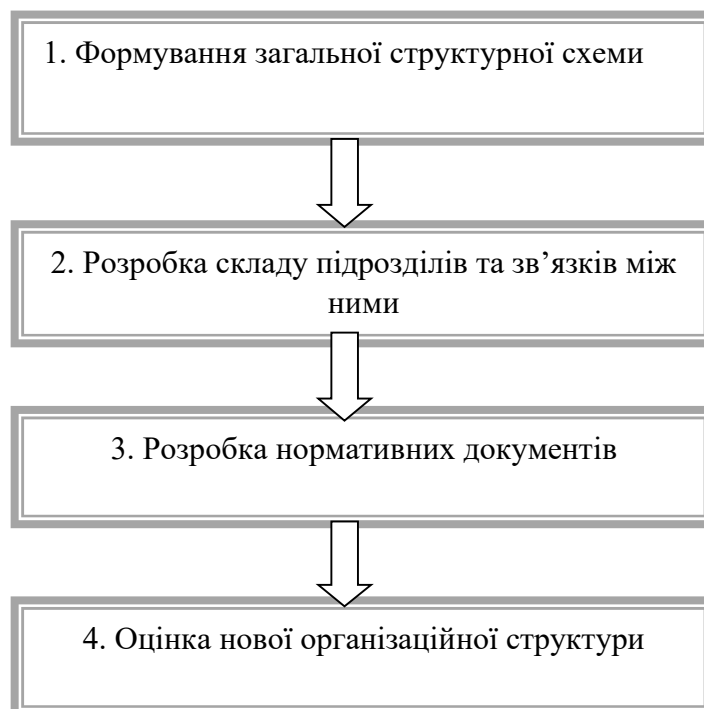 1. Формування загальної структурної схеми
2. Розробка складу підрозділів та зв’язків між
ними
3. Розробка нормативних документів
4. Оцінка нової організаційної структури